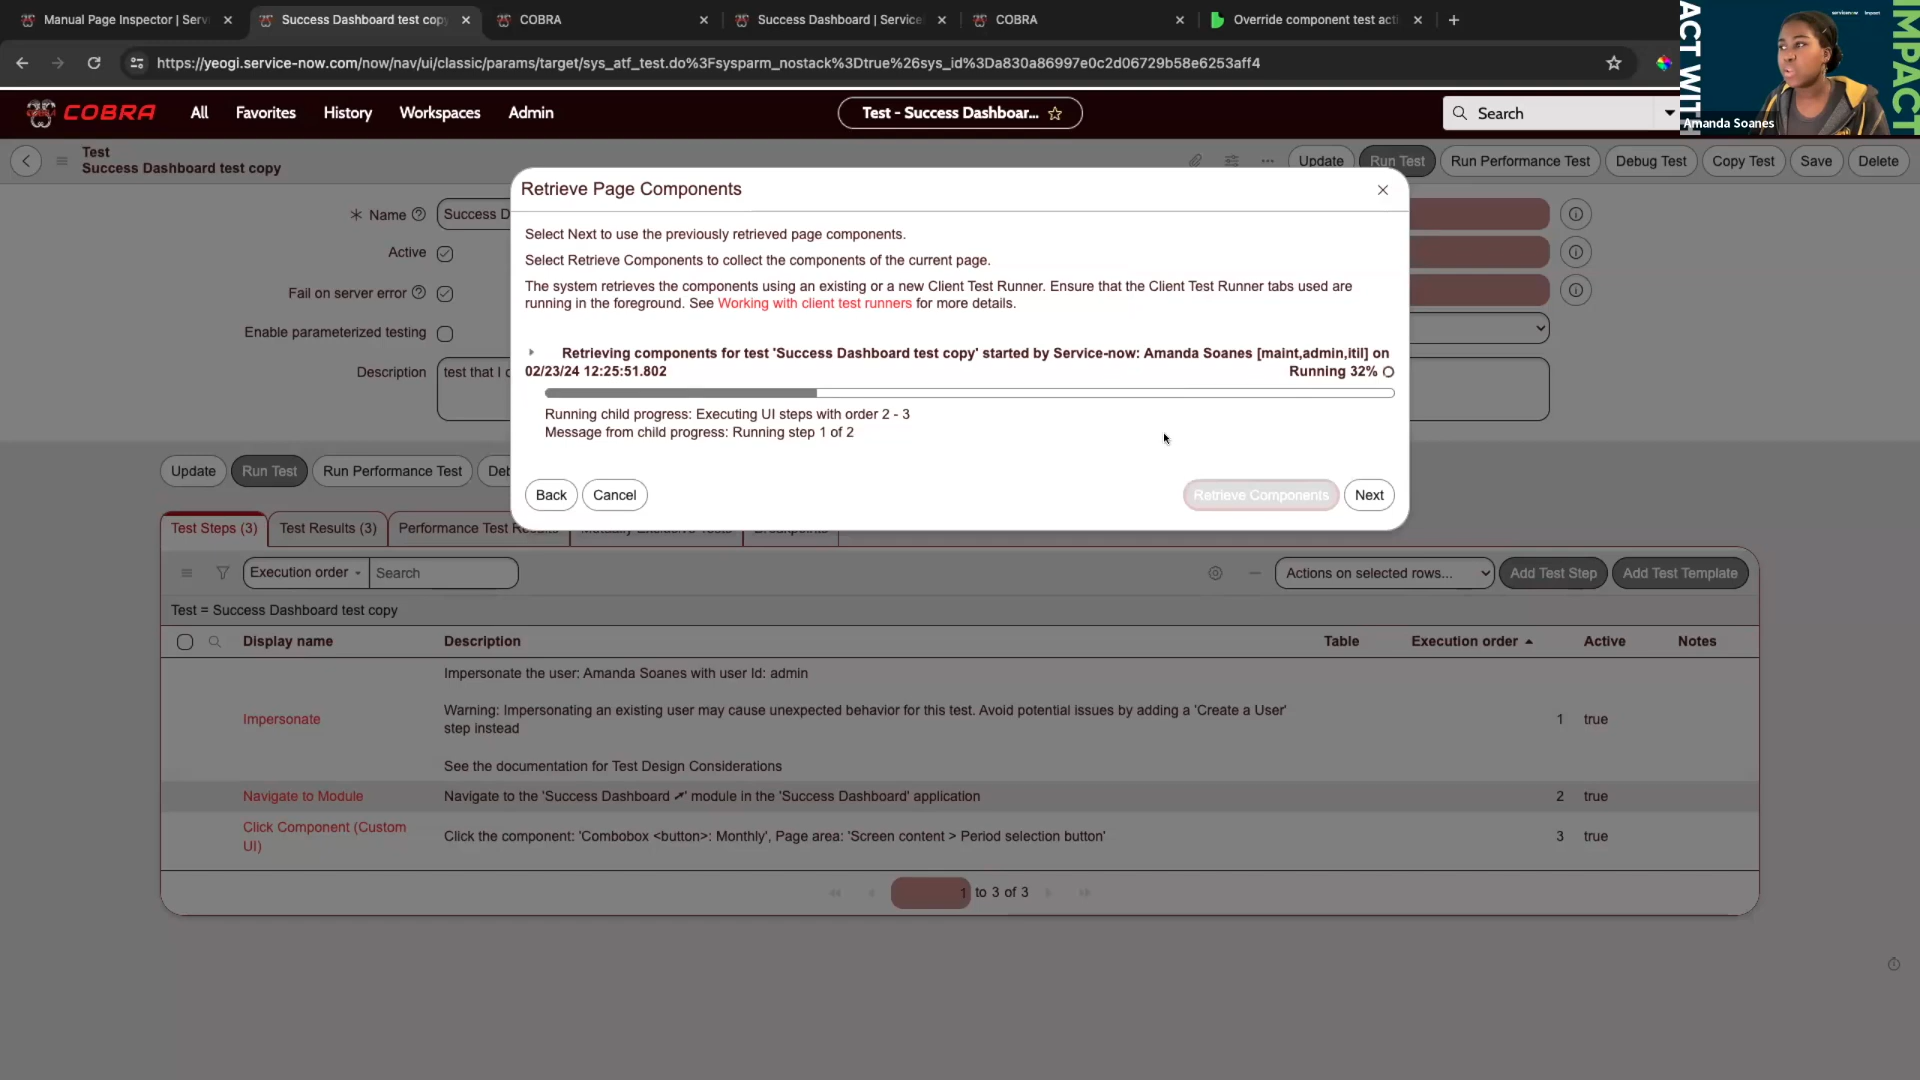 Manual Page Inspector | Serv
Success Dashboard test cop
COBRA
Success Dashboard | Service
COBRA
Override component test acti
https://yeogi.service-now.com/now/nav/ui/classic/params/target/sys_atf_test.do%3Fsysparm_nostack%3Dtrue%26sys_id%3Da830a86997e0c2d06729b58e6253aff4
ACT WITH
IMPACT
Amanda Soanes
COBRA
All
Favorites
History
Workspaces
Admin
Test - Success Dashboar...
Search
Test
Success Dashboard test copy
Update
Run Test
Run Performance Test
Debug Test
Copy Test
Save
Delete
Name
Success D
Active
Fail on server error
Enable parameterized testing
Description
test that I c
Retrieve Page Components
Select Next to use the previously retrieved page components.
Select Retrieve Components to collect the components of the current page.
The system retrieves the components using an existing or a new Client Test Runner. Ensure that the Client Test Runner tabs used are
running in the foreground. See Working with client test runners for more details.
Retrieving components for test 'Success Dashboard test copy' started by Service-now: Amanda Soanes [maint,admin,itil] on
02/23/24 12:25:51.802
Running 32%
Running child progress: Executing UI steps with order 2 - 3
Message from child progress: Running step 1 of 2
Back
Cancel
Retrieve Components
Next
Update
Run Test
Run Performance Test
Deb
Test Steps (3)
Test Results (3)
Performance Test Results
Mutually Exclusive Tests
Breakpoints
Execution order
Search
Actions on selected rows...
Add Test Step
Add Test Template
Test = Success Dashboard test copy
Display name
Description
Table
Execution order
Active
Notes
Impersonate
Impersonate the user: Amanda Soanes with user Id: admin
Warning: Impersonating an existing user may cause unexpected behavior for this test. Avoid potential issues by adding a 'Create a User'
step instead
See the documentation for Test Design Considerations
1
true
Navigate to Module
Navigate to the 'Success Dashboard ➚' module in the 'Success Dashboard' application
2
true
Click Component (Custom
UI)
Click the component: 'Combobox <button>: Monthly', Page area: 'Screen content > Period selection button'
3
true
1 to 3 of 3